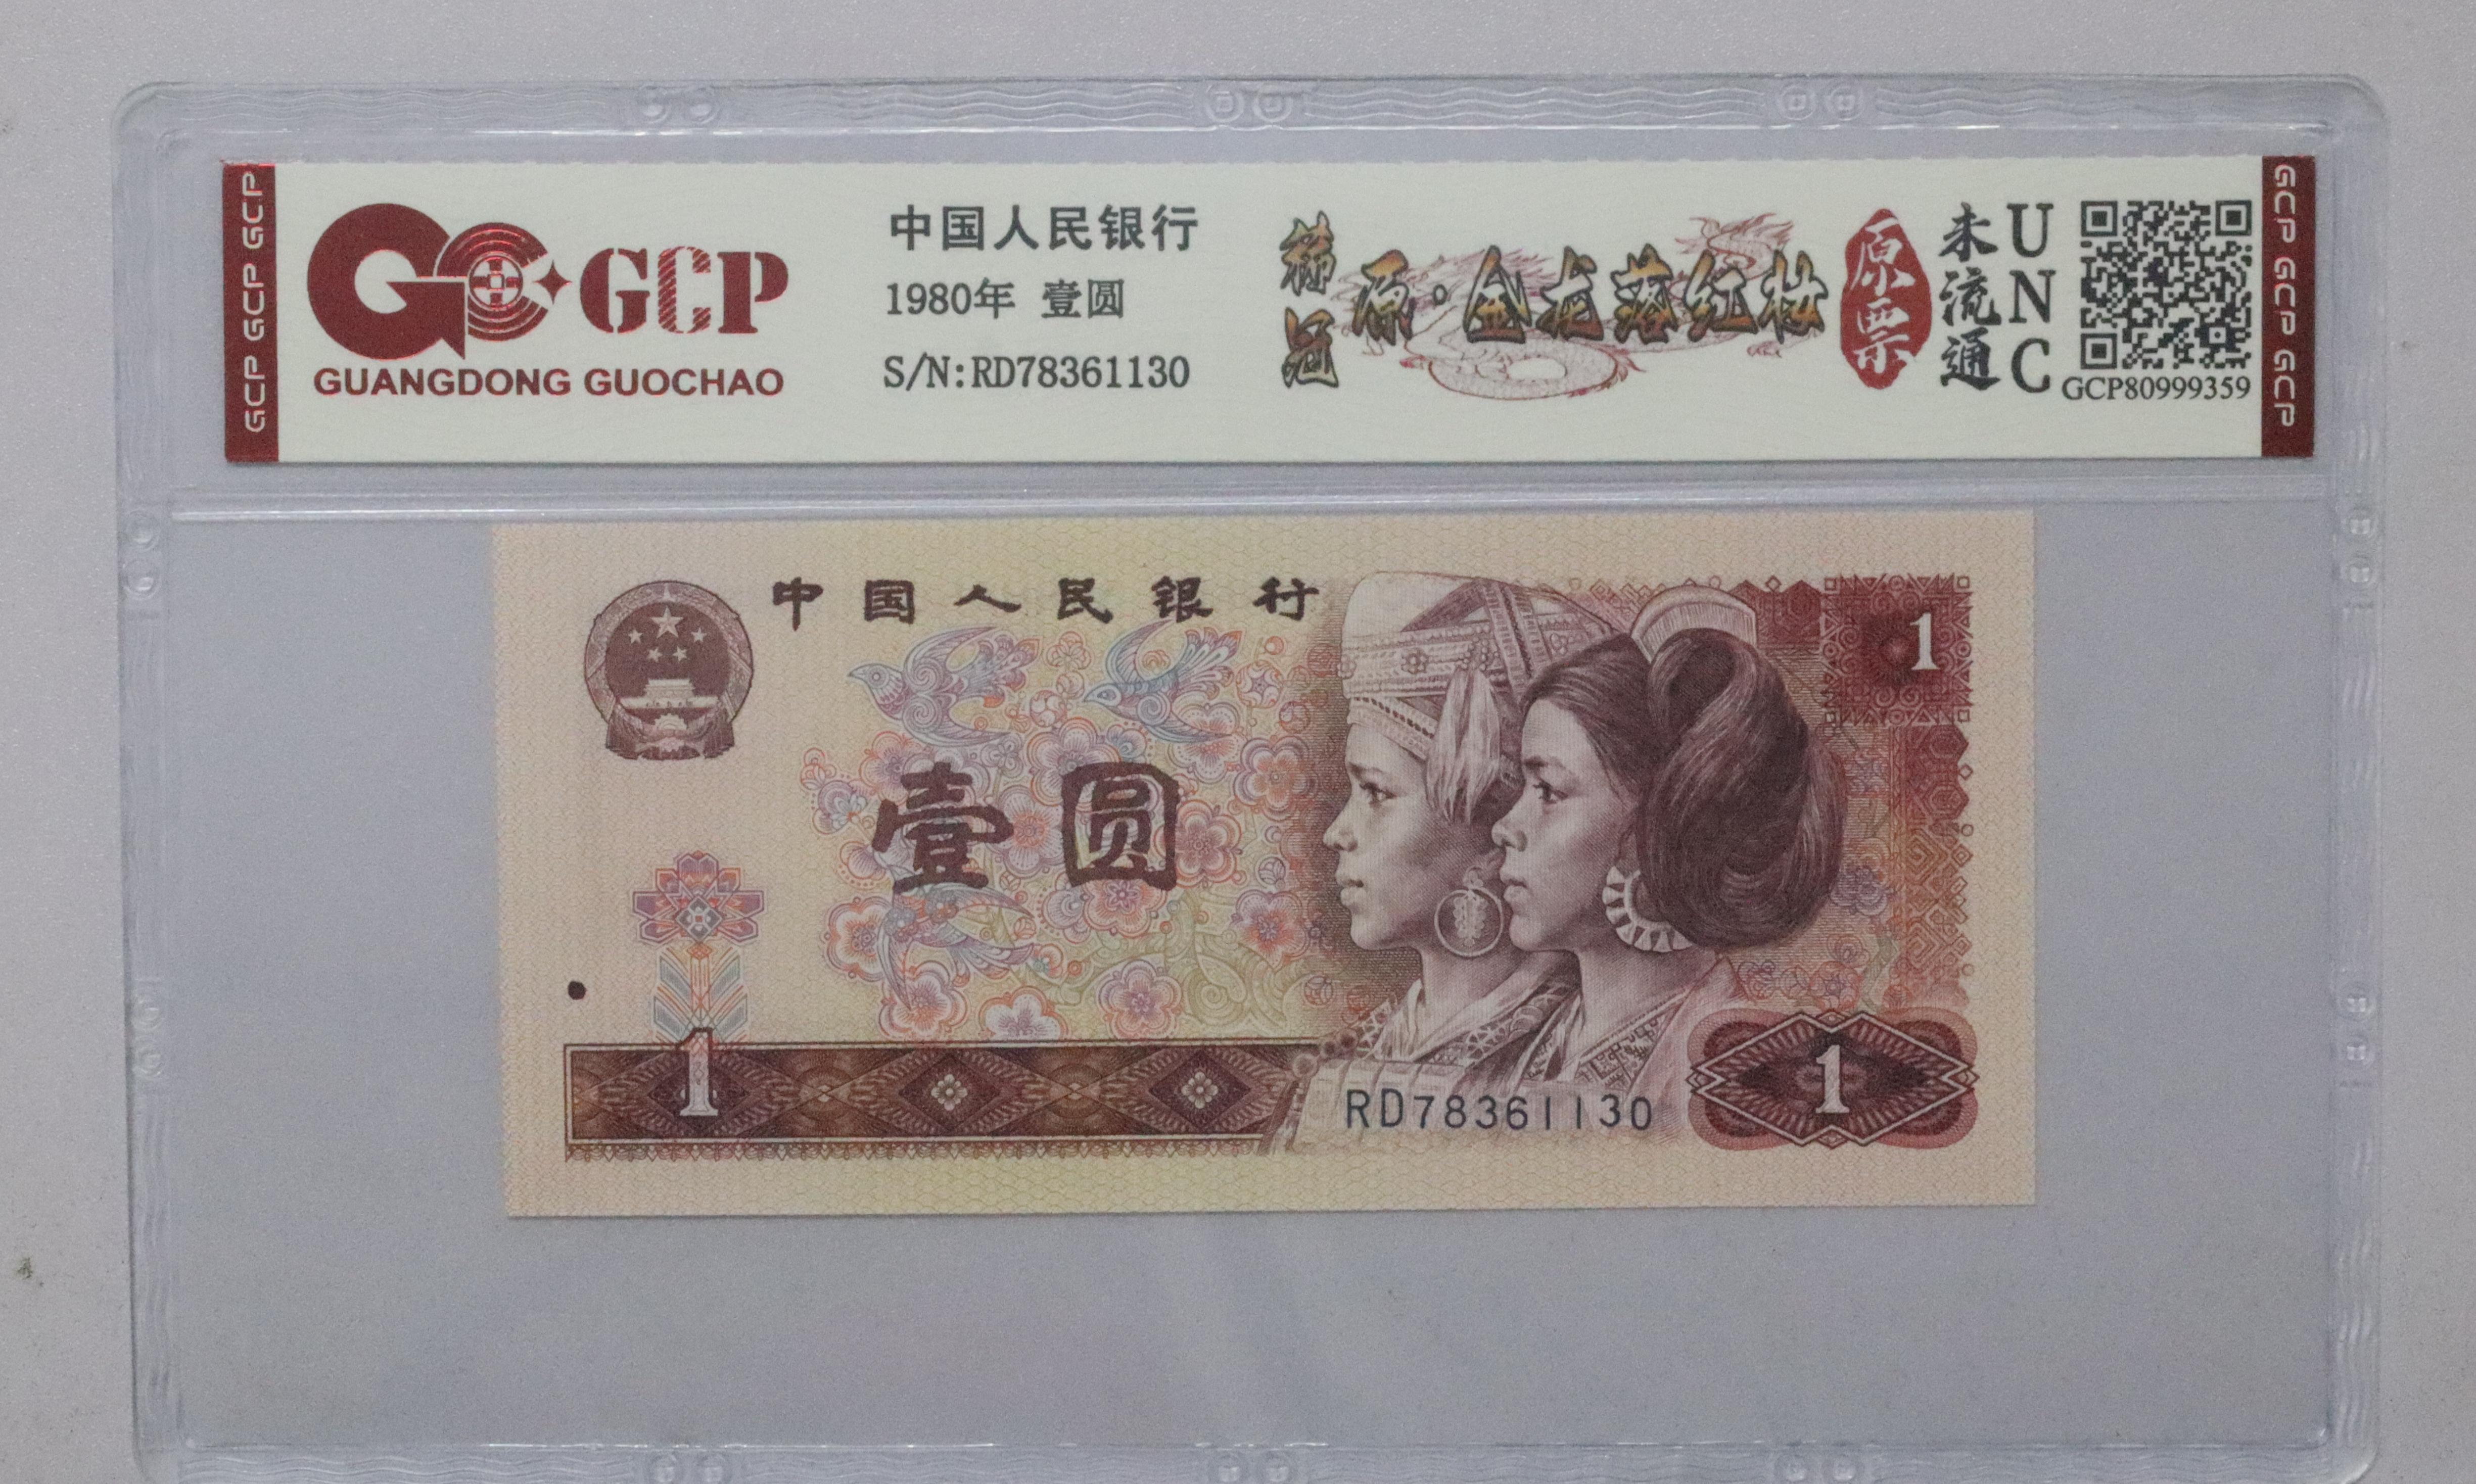 GCP GCP GCP
GCP
GUANGDONG GUOCHAO
中国人民银行
1980年 壹圆
S/N:RD78361130
冠
原·金龙落红妆
原票
未流通
UNC
GCP80999359
GCP GCP GCP
中国人民银行
1
壹圆
1
RD78361130
1